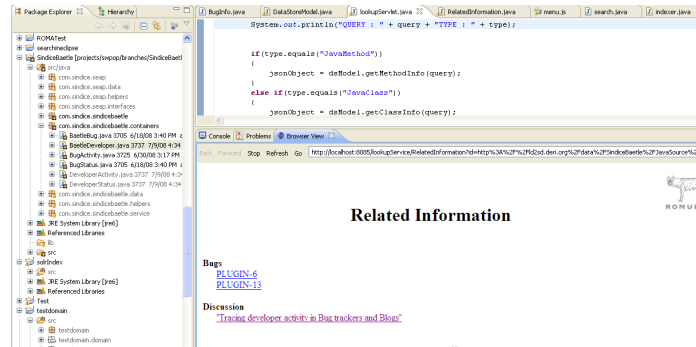 Package Explorer
Hierarchy
ROMATest
searchineclipse
SindiceBaetle [projects/swpop/branches/SindiceBaetl
src/java
com.sindice.seap
com.sindice.seap.data
com.sindice.seap.helpers
com.sindice.seap.interfaces
com.sindice.sindicebaetle
com.sindice.sindicebaetle.containers
BaetleBug.java 3705 6/18/08 3:40 PM a
BaetleDeveloper.java 3737 7/9/08 4:34
BugActivity.java 3725 6/30/08 3:17 PM
BugStatus.java 3705 6/18/08 3:40 PM a
DeveloperActivity.java 3737 7/9/08 4:3
DeveloperStatus.java 3737 7/9/08 4:34
com.sindice.sindicebaetle.data
com.sindice.sindicebaetle.helpers
com.sindice.sindicebaetle.service
JRE System Library [jre6]
Referenced Libraries
lib
src
solrIndex
src
JRE System Library [jre6]
Referenced Libraries
Test
testdomain
src
testdomain
testdomain.domain
BugInfo.java
DataStoreModel.java
lookupServlet.java
RelatedInformation.java
menu.js
search.java
indexer.java
System.out.println("QUERY : " + query + "TYPE : " + type);
if(type.equals("JavaMethod"))
{
jsonObject = dsModel.getMethodInfo(query);
}
else if(type.equals("JavaClass"))
{
jsonObject = dsModel.getClassInfo(query);
Console
Problems
Browser View
Back Forward Stop Refresh Go http://localhost:8085/lookupService/RelatedInformation?id=http%3A%2F%2Fld2sd.deri.org%2Fdata%2FSindiceBaetle%2FJavaSource%2
ROMU
Related Information
Bugs
PLUGIN-6
PLUGIN-13
Discussion
"Tracing developer activity in Bug trackers and Blogs"